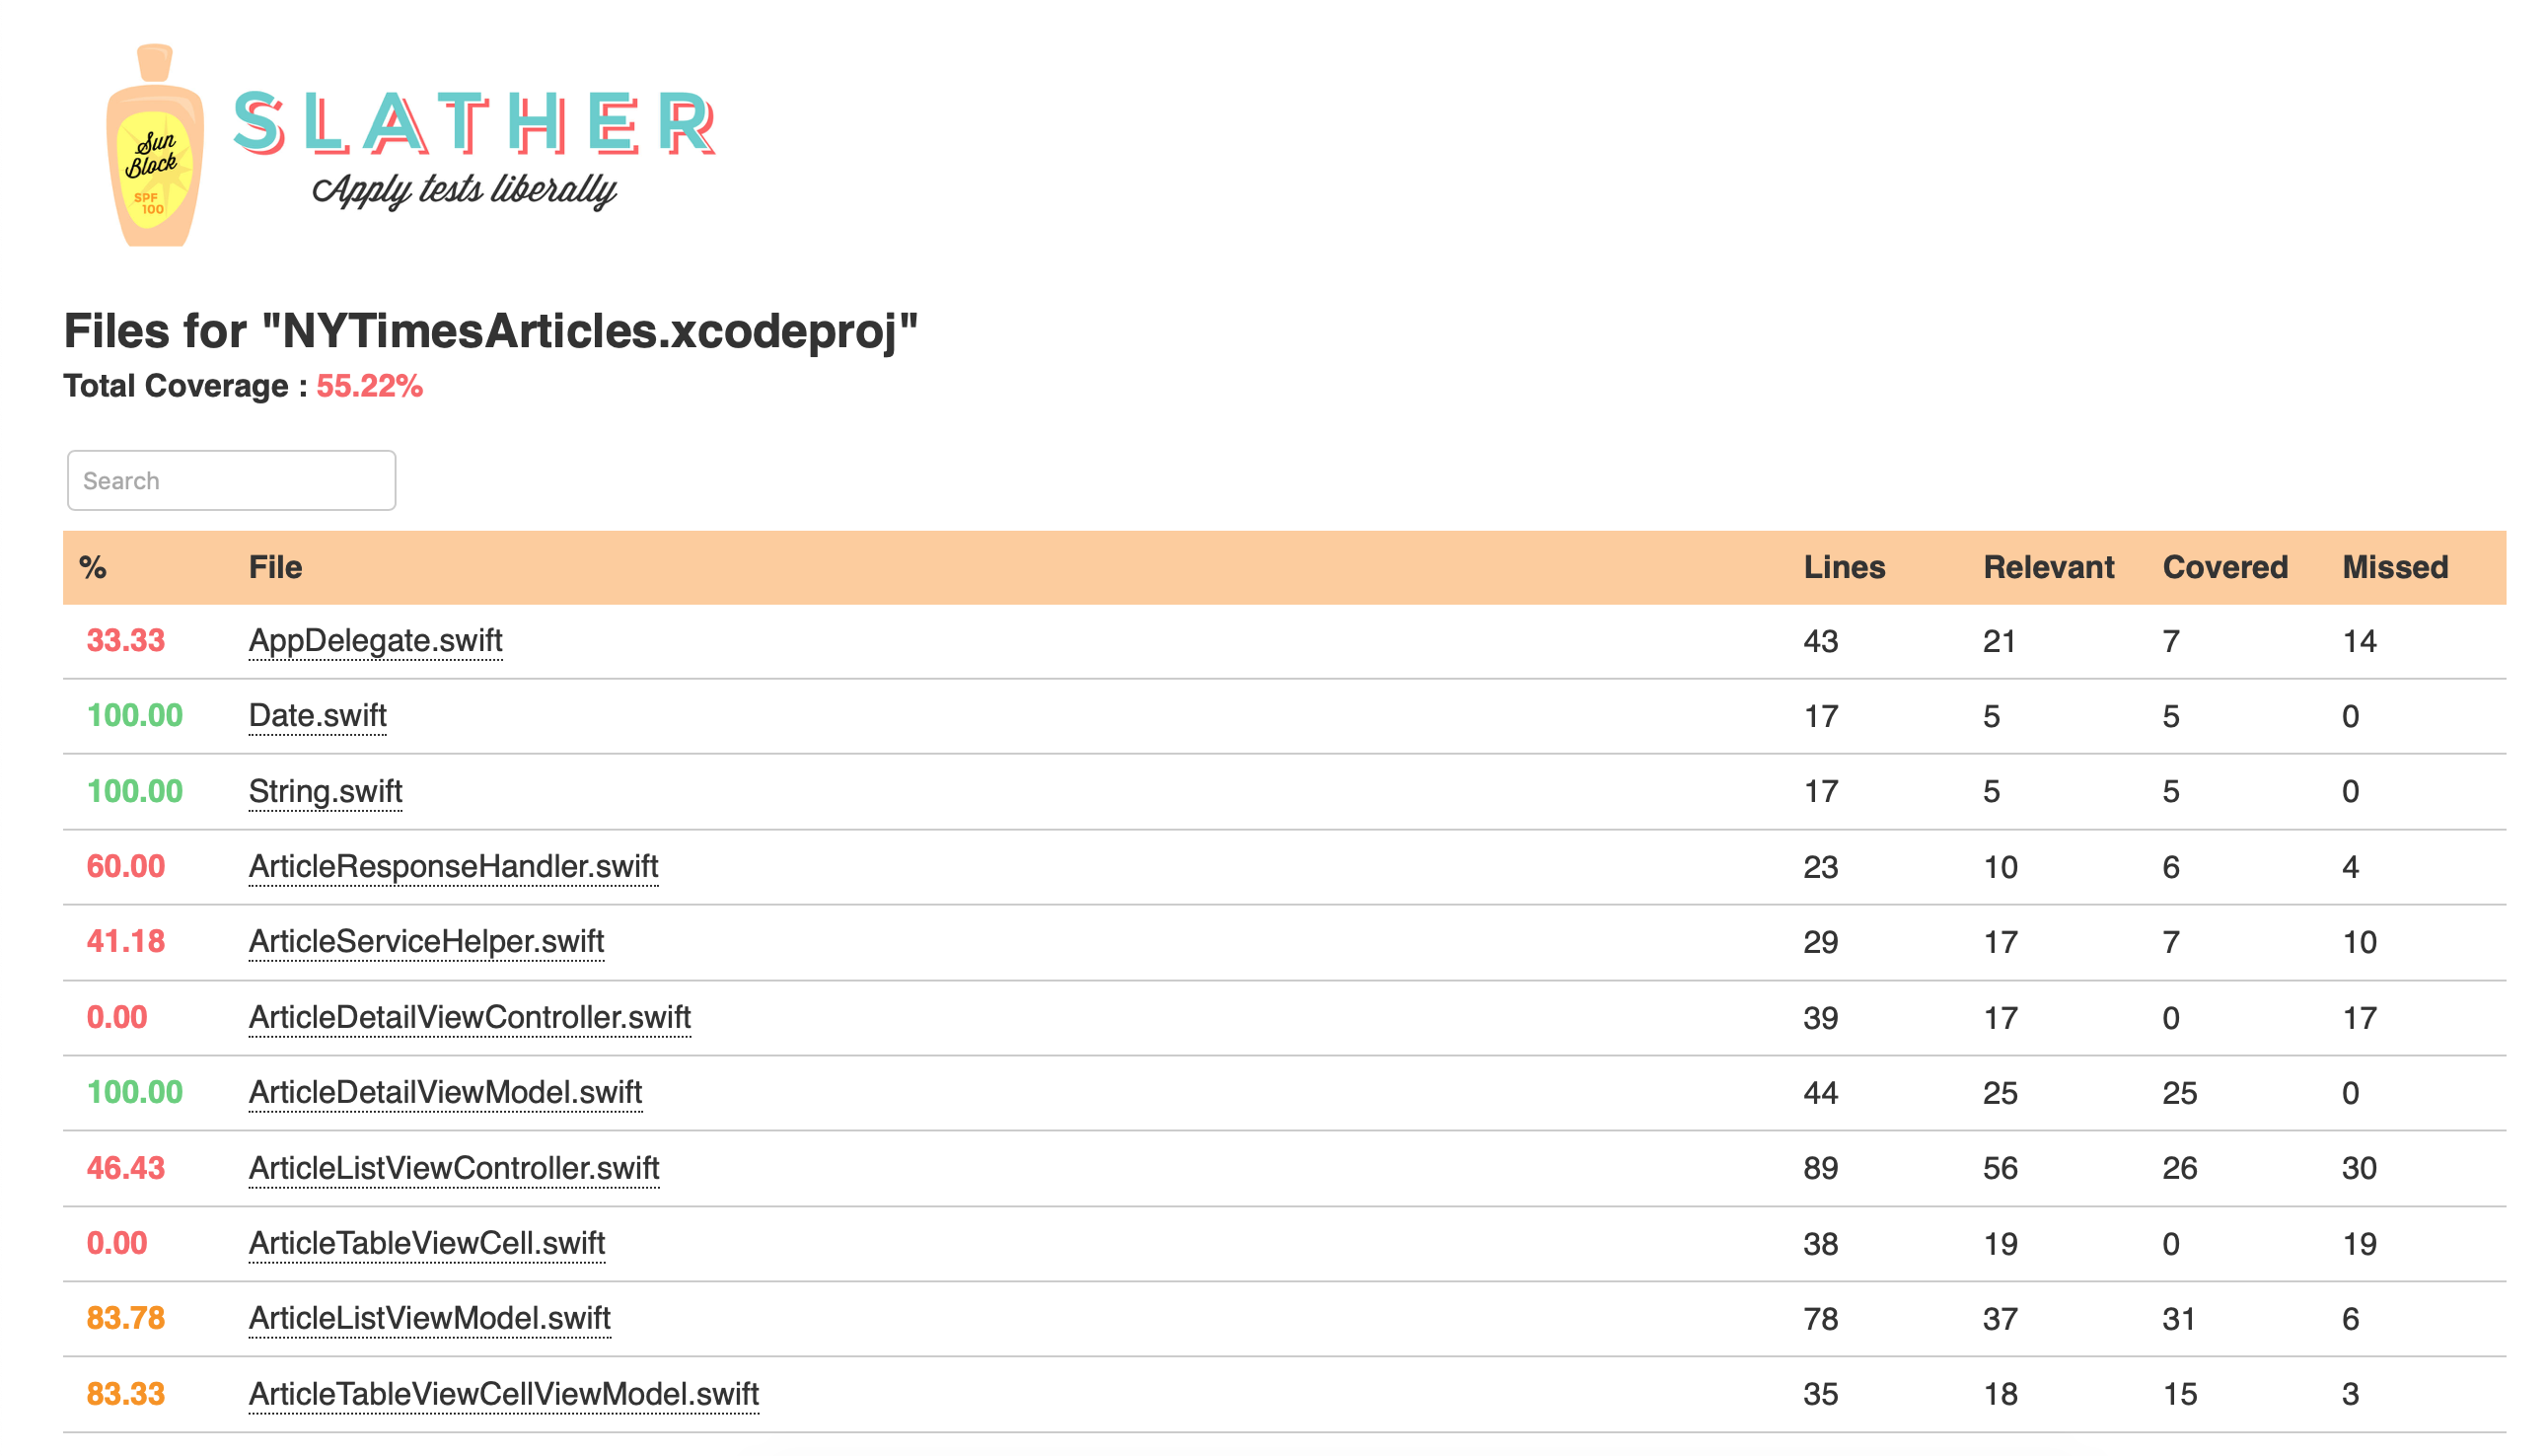 Sun
Block
SPF
100
SLATHER
Apply tests liberally
Files for "NYTimesArticles.xcodeproj"
Total Coverage : 55.22%
Search
% File Lines Relevant Covered Missed
33.33 AppDelegate.swift 43 21 7 14
100.00 Date.swift 17 5 5 0
100.00 String.swift 17 5 5 0
60.00 ArticleResponseHandler.swift 23 10 6 4
41.18 ArticleServiceHelper.swift 29 17 7 10
0.00 ArticleDetailViewController.swift 39 17 0 17
100.00 ArticleDetailViewModel.swift 44 25 25 0
46.43 ArticleListViewController.swift 89 56 26 30
0.00 ArticleTableViewCell.swift 38 19 0 19
83.78 ArticleListViewModel.swift 78 37 31 6
83.33 ArticleTableViewCellViewModel.swift 35 18 15 3